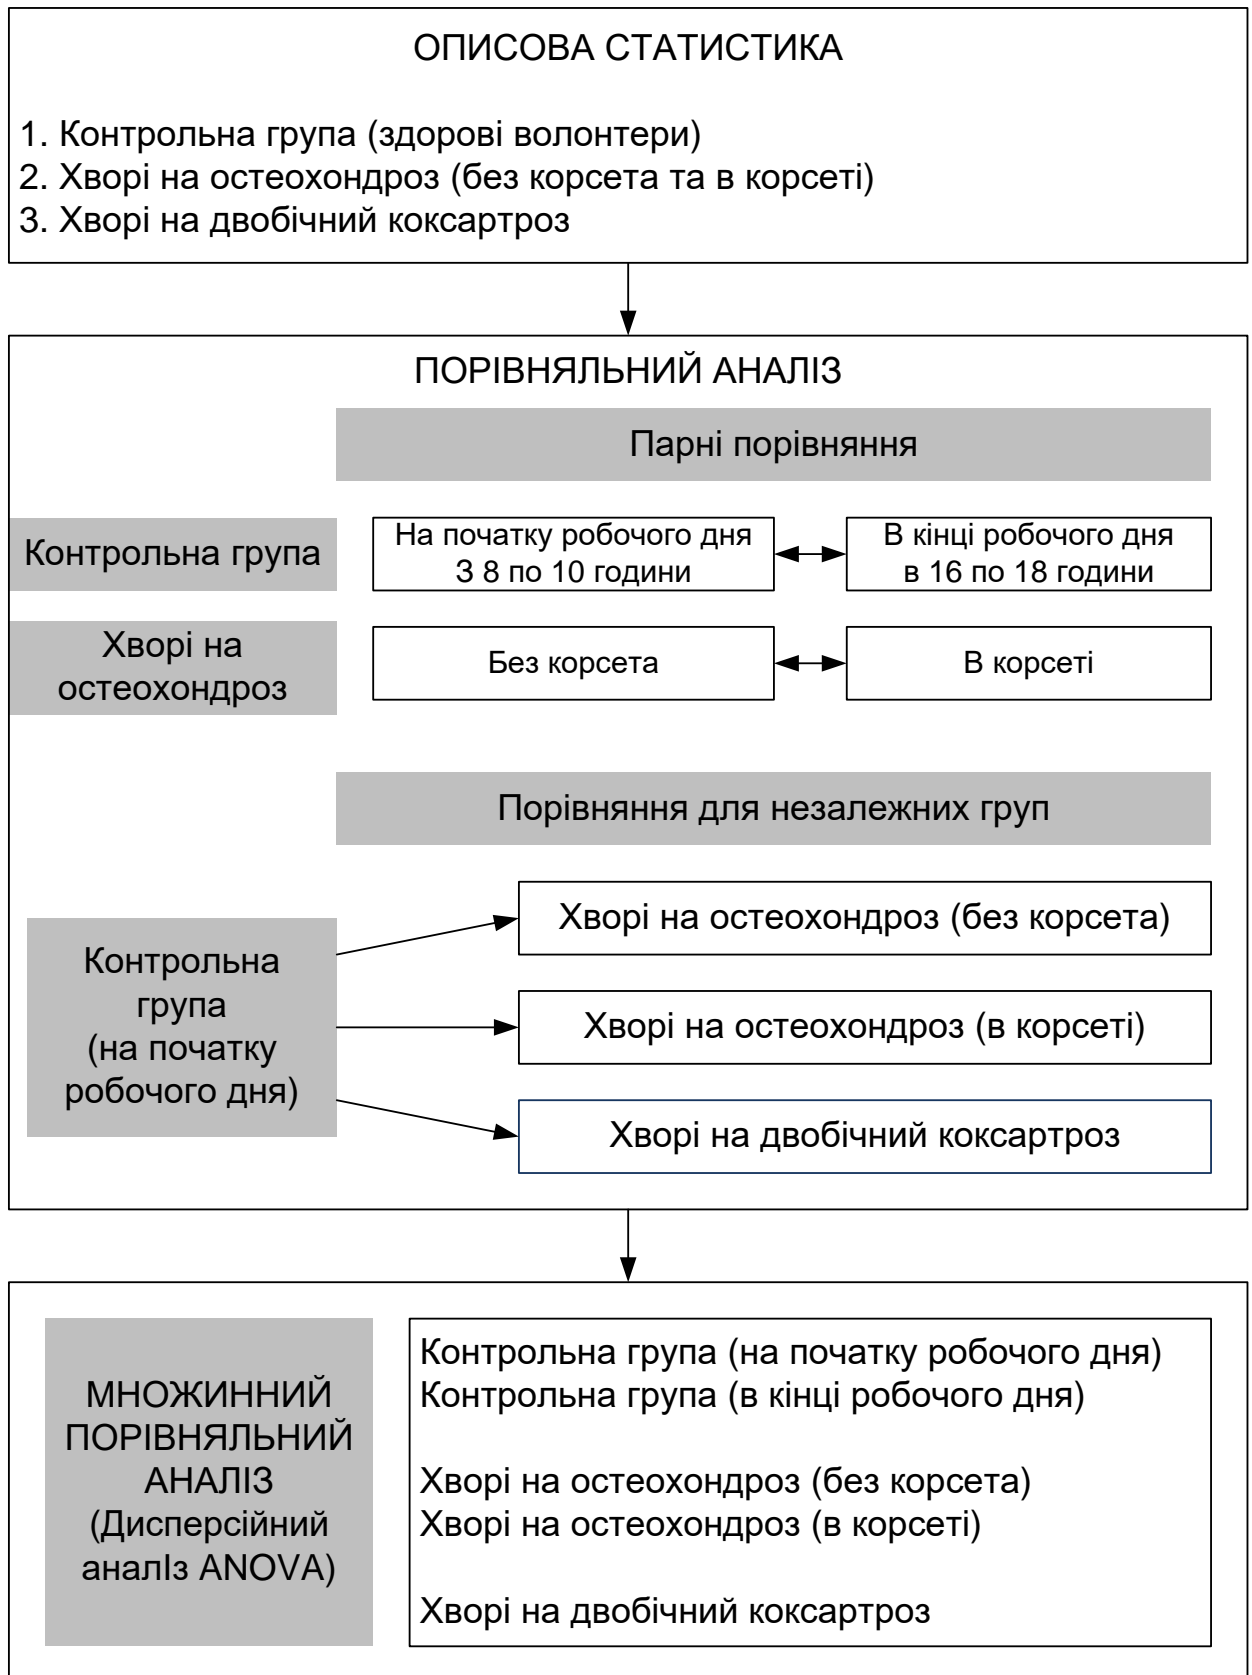 ОПИСОВА СТАТИСТИКА
1. Контрольна група (здорові волонтери)
2. Хворі на остеохондроз (без корсета та в корсеті)
3. Хворі на двобічний коксартроз
ПОРІВНЯЛЬНИЙ АНАЛІЗ
Парні порівняння
Контрольна група
На початку робочого дня
З 8 по 10 години
В кінці робочого дня
в 16 по 18 години
Хворі на
остеохондроз
Без корсета
В корсеті
Порівняння для незалежних груп
Контрольна
група
(на початку
робочого дня)
Хворі на остеохондроз (без корсета)
Хворі на остеохондроз (в корсеті)
Хворі на двобічний коксартроз
МНОЖИННИЙ
ПОРІВНЯЛЬНИЙ
АНАЛІЗ
(Дисперсійний
аналІз ANOVA)
Контрольна група (на початку робочого дня)
Контрольна група (в кінці робочого дня)
Хворі на остеохондроз (без корсета)
Хворі на остеохондроз (в корсеті)
Хворі на двобічний коксартроз